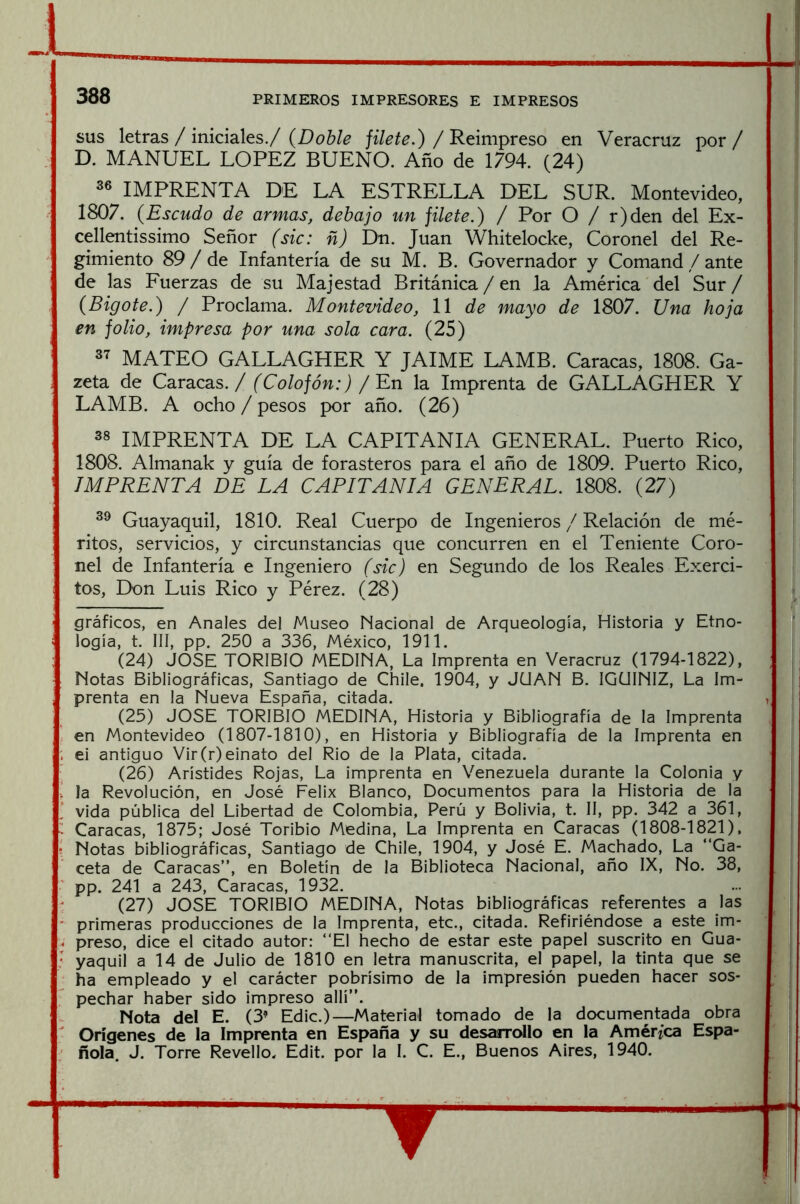 388 PRIMEROS IMPRESORES E IMPRESOS
sus letras / iniciales./ (Doble filete.) / Reimpreso en Veracruz por /
D. MANUEL LOPEZ BUENO. Año de 1794. (24)
36 IMPRENTA DE LA ESTRELLA DEL SUR. Montevideo,
1807. (Escudo de armas, debajo un filete.) / Por O / r)den del Ex-
cellentissimo Señor (sic: ñ) Dn. Juan Whitelocke, Coronel del Re-
gimiento 89 / de Infantería de su M. B. Governador y Comand / ante
de las Fuerzas de su Majestad Británica / en la América del Sur /
(Bigote.) / Proclama. Montevideo, 11 de mayo de 1807. Una hoja
en folio, impresa por una sola cara. (25)
37 MATEO GALLAGHER Y JAIME LAMB. Caracas, 1808. Ga-
zeta de Caracas. / (Colofón:) / En la Imprenta de GALLAGHER Y
LAMB. A ocho / pesos por año. (26)
38 IMPRENTA DE LA CAPITANIA GENERAL. Puerto Rico,
1808. Almanak y guía de forasteros para el año de 1809. Puerto Rico,
IMPRENTA DE LA CAPITANIA GENERAL. 1808. (27)
39 Guayaquil, 1810. Real Cuerpo de Ingenieros / Relación de mé-
ritos, servicios, y circunstancias que concurren en el Teniente Coro-
nel de Infantería e Ingeniero (sic) en Segundo de los Reales Exerci-
tos, Don Luis Rico y Pérez. (28)
gráficos, en Anales del Museo Nacional de Arqueología, Historia y Etno-
logía, t. III, pp. 250 a 336, México, 1911.
(24) JOSE TORIBIO MEDINA, La Imprenta en Veracruz (1794-1822),
Notas Bibliográficas, Santiago de Chile. 1904, y JUAN B. IGUINIZ, La Im-
prenta en la Nueva España, citada.
(25) JOSE TORIBIO MEDINA, Historia y Bibliografía de la Imprenta
en Montevideo (1807-1810), en Historia y Bibliografía de la Imprenta en
ei antiguo Vir(r)einato del Rio de la Plata, citada.
(26) Arístides Rojas, La imprenta en Venezuela durante la Colonia y
la Revolución, en José Felix Blanco, Documentos para la Historia de la
vida pública del Libertad de Colombia, Perú y Bolivia, t. II, pp. 342 a 361,
Caracas, 1875; José Toribio Medina, La Imprenta en Caracas (1808-1821),
Notas bibliográficas, Santiago de Chile, 1904, y José E. Machado, La "Ga-
ceta de Caracas", en Boletín de la Biblioteca Nacional, año IX, No. 38,
pp. 241 a 243, Caracas, 1932.
(27) JOSE TORIBIO MEDINA, Notas bibliográficas referentes a las
primeras producciones de la Imprenta, etc., citada. Refiriéndose a este im-
preso, dice el citado autor: "El hecho de estar este papel suscrito en Gua-
yaquil a 14 de Julio de 1810 en letra manuscrita, el papel, la tinta que se
ha empleado y el carácter pobrísimo de la impresión pueden hacer sos-
pechar haber sido impreso allí".
Nota del E. (3ª Edic.)—Material tomado de la documentada obra
Orígenes de la Imprenta en España y su desarrollo en la América Espa-
ñola. J. Torre Revello. Edit. por la I. C. E., Buenos Aires, 1940.